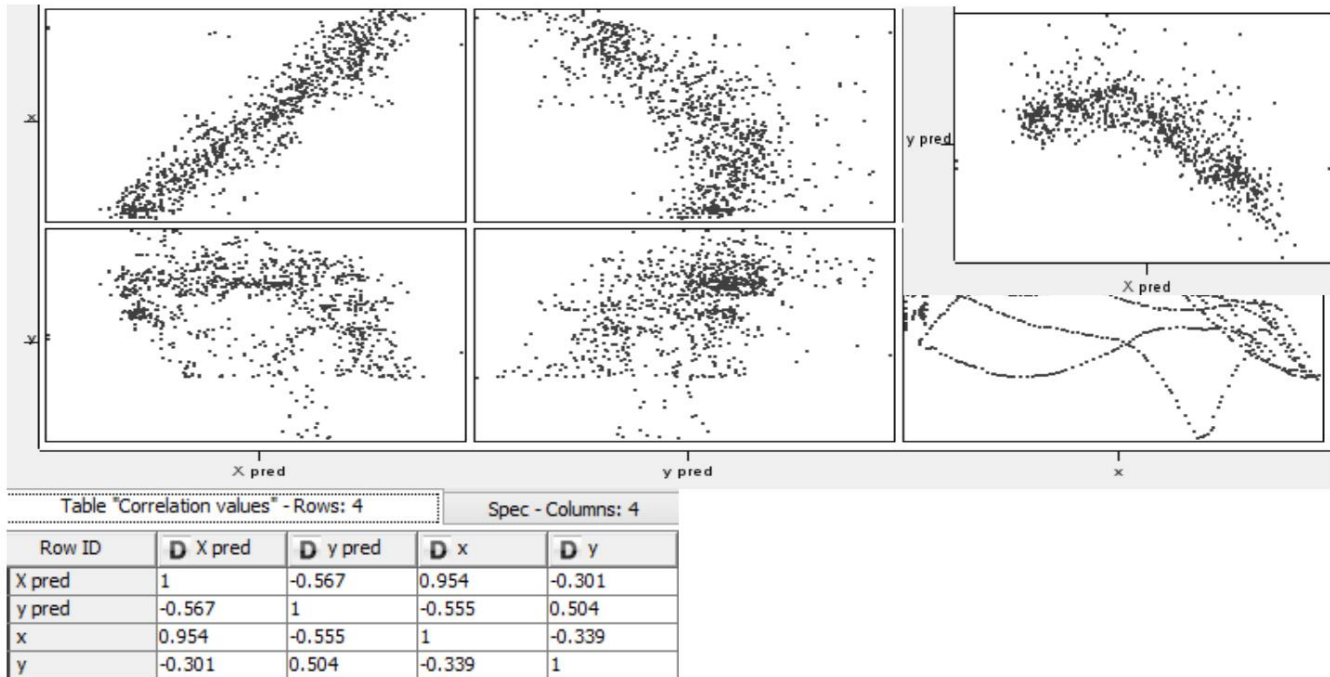 x
y pred
X pred
y
X pred
y pred
x
Table "Correlation values" - Rows: 4
Spec - Columns: 4
Row ID
D X pred
D y pred
D x
D y
X pred
1
-0.567
0.954
-0.301
y pred
-0.567
1
-0.555
0.504
x
0.954
-0.555
1
-0.339
y
-0.301
0.504
-0.339
1